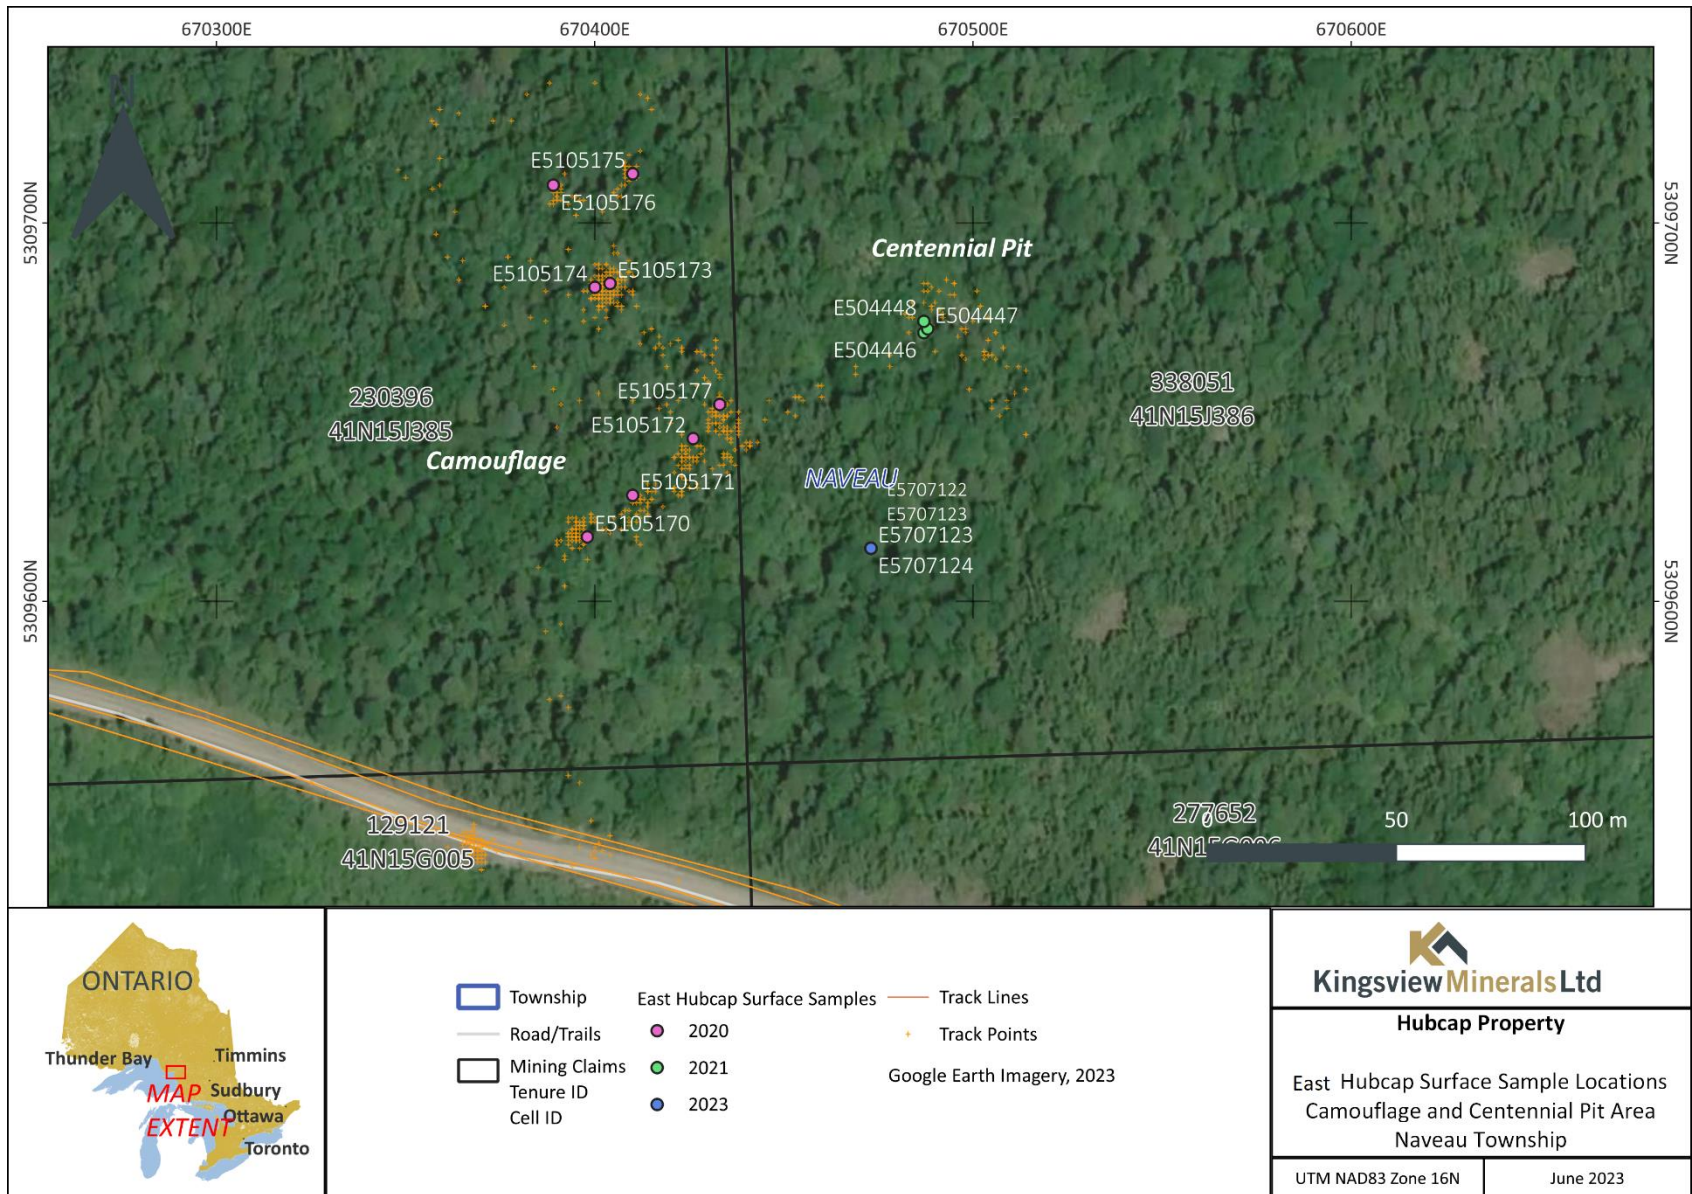 670300E
670400E
670500E
670600E
N
5309700N
5309700N
5309600N
5309600N
E5105175
E5105176
E5105174
E5105173
Centennial Pit
E504448
E504447
E504446
E5105177
E5105172
230396
41N15J385
Camouflage
338051
41N15J386
E5105171
E5105170
NAVEAU
E5707122
E5707123
E5707123
E5707124
129121
41N15G005
277652
0
50
100 m
ONTARIO
Thunder Bay
Timmins
Sudbury
MAP
EXTENT
Ottawa
Toronto
Township
Road/Trails
Mining Claims
Tenure ID
Cell ID
East Hubcap Surface Samples
2020
2021
2023
Track Lines
Track Points
Google Earth Imagery, 2023
Kingsview Minerals Ltd
Hubcap Property
East Hubcap Surface Sample Locations
Camouflage and Centennial Pit Area
Naveau Township
UTM NAD83 Zone 16N
June 2023